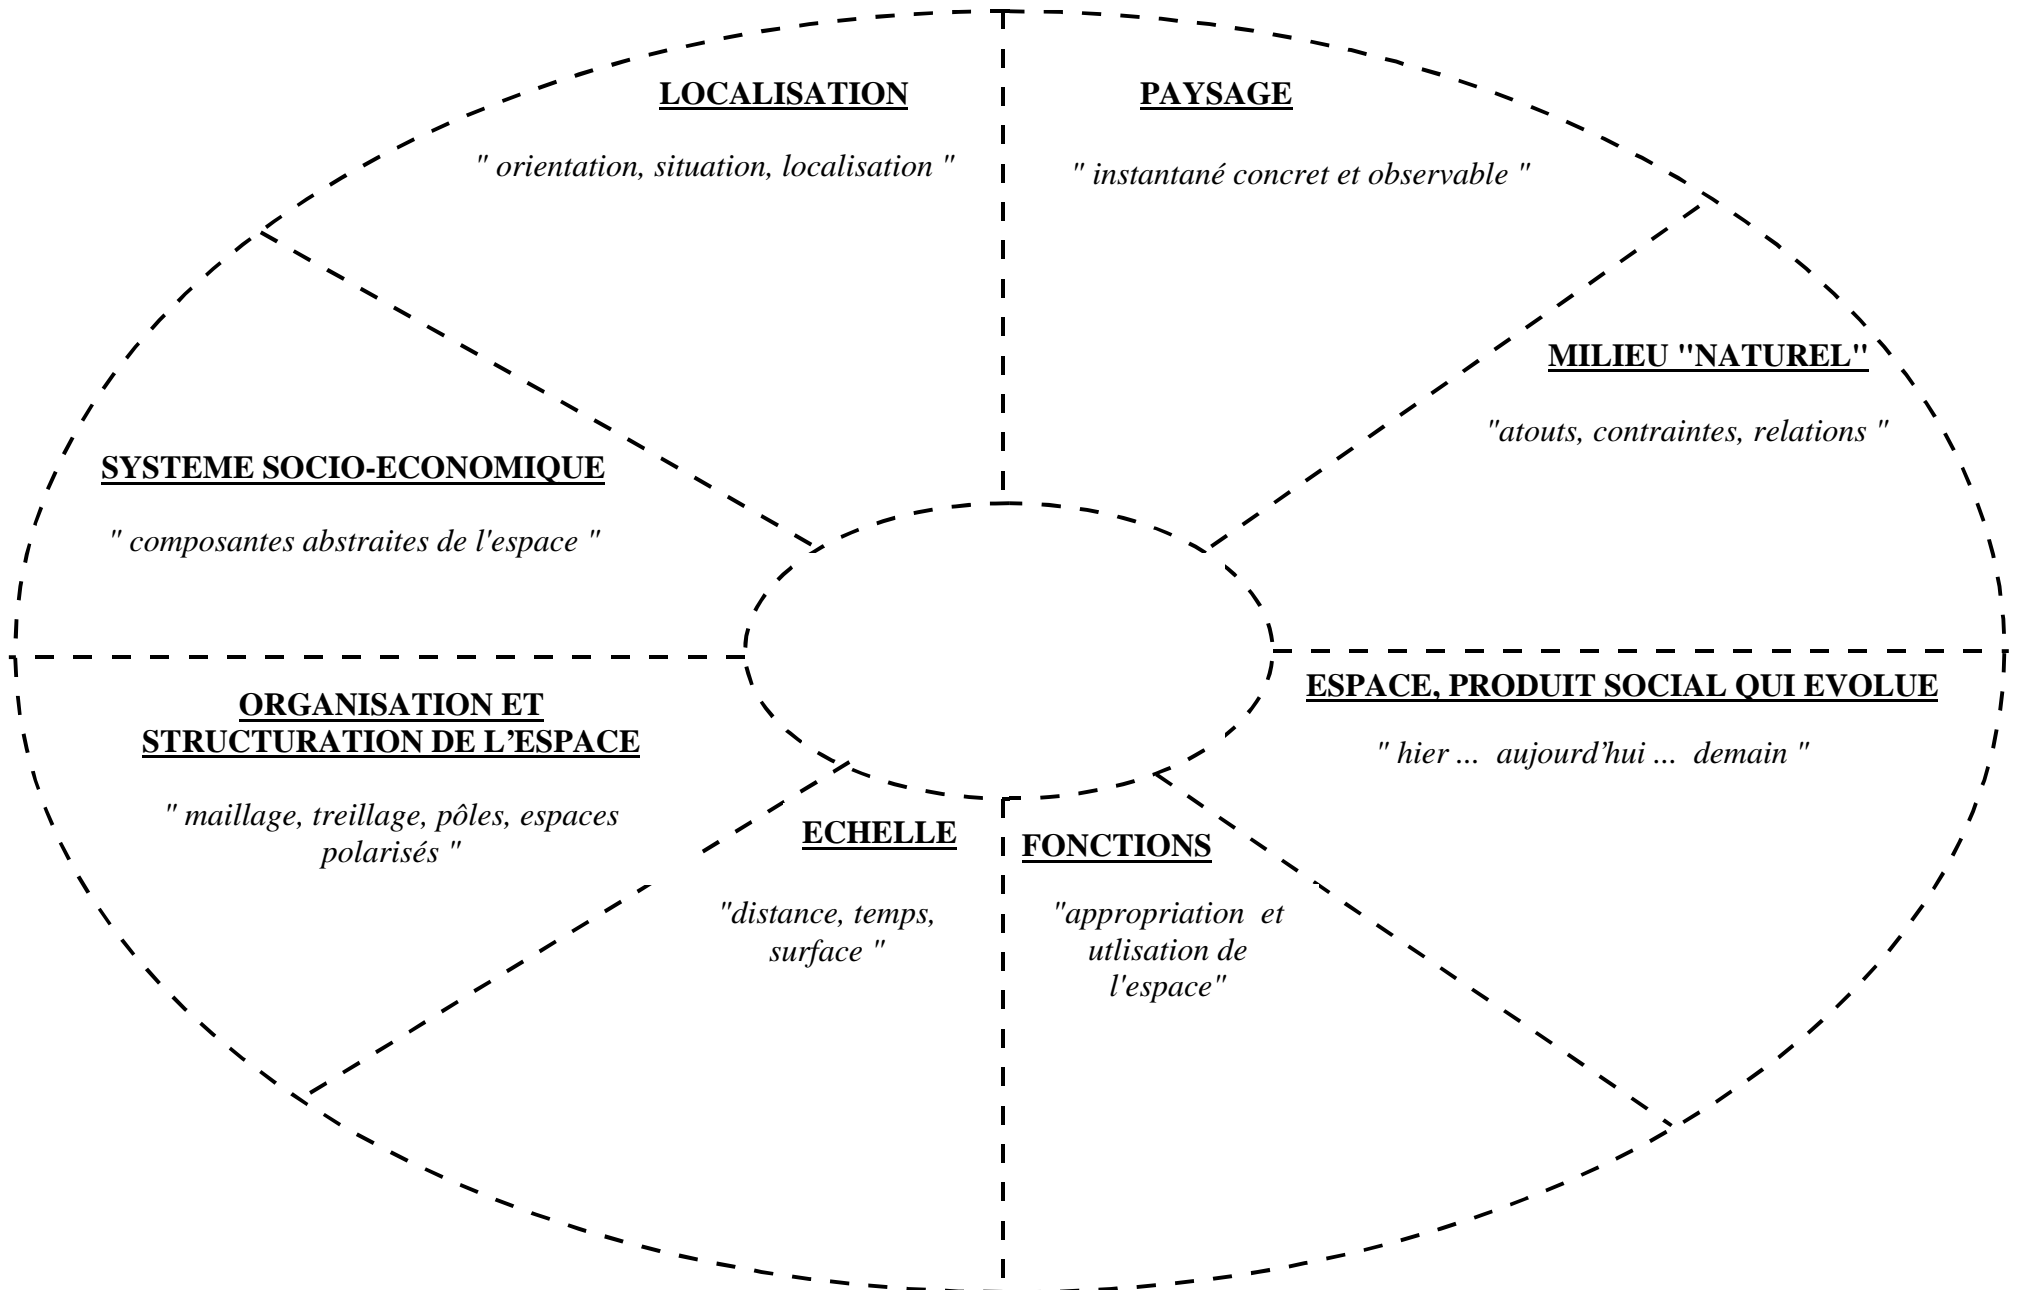 LOCALISATION
" orientation, situation, localisation "
PAYSAGE
" instantané concret et observable "
MILIEU "NATUREL"
"atouts, contraintes, relations "
SYSTEME SOCIO-ECONOMIQUE
" composantes abstraites de l'espace "
ESPACE, PRODUIT SOCIAL QUI EVOLUE
" hier ... aujourd’hui ... demain "
ORGANISATION ET
STRUCTURATION DE L’ESPACE
" maillage, treillage, pôles, espaces
polarisés "
ECHELLE
"distance, temps,
surface "
FONCTIONS
"appropriation et
utlisation de
l'espace"